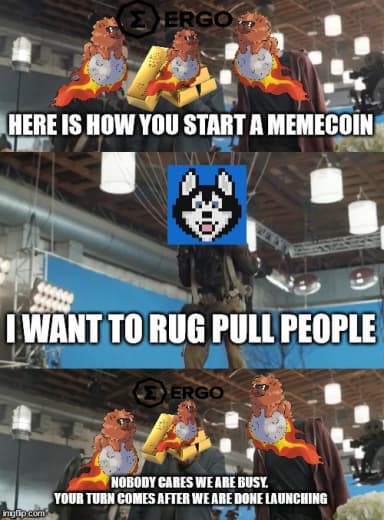 ERGO
HERE IS HOW YOU START A MEMECOIN
I WANT TO RUG PULL PEOPLE
ERGO
NOBODY CARES WE ARE BUSY.
YOUR TURN COMES AFTER WE ARE DONE LAUNCHING
imgflip.com